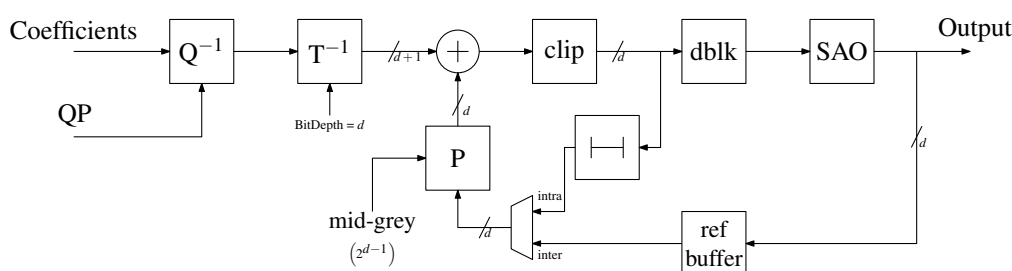 Coefficients
Q⁻¹
T⁻¹
d+1
+
clip
d
dblk
SAO
Output
QP
BitDepth = d
d
P
d
mid-grey
(2^{d−1})
intra
d
inter
ref
buffer